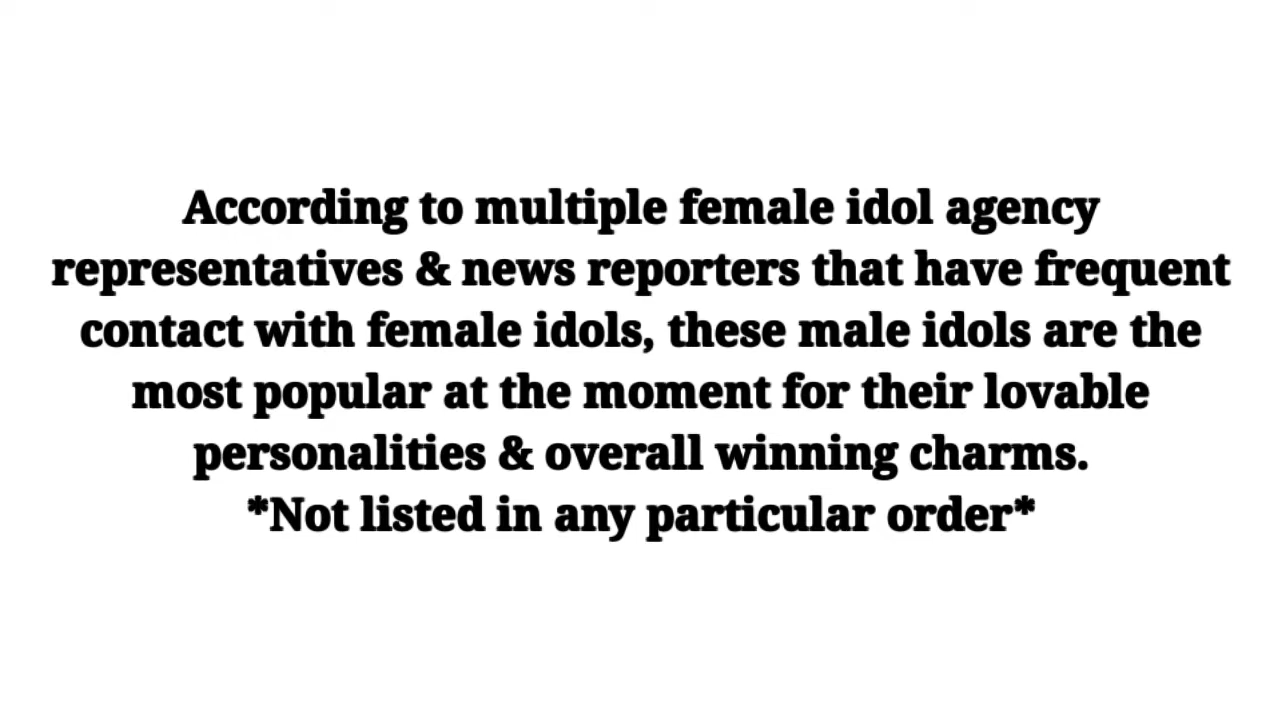 According to multiple female idol agency
representatives & news reporters that have frequent
contact with female idols, these male idols are the
most popular at the moment for their lovable
personalities & overall winning charms.
*Not listed in any particular order*